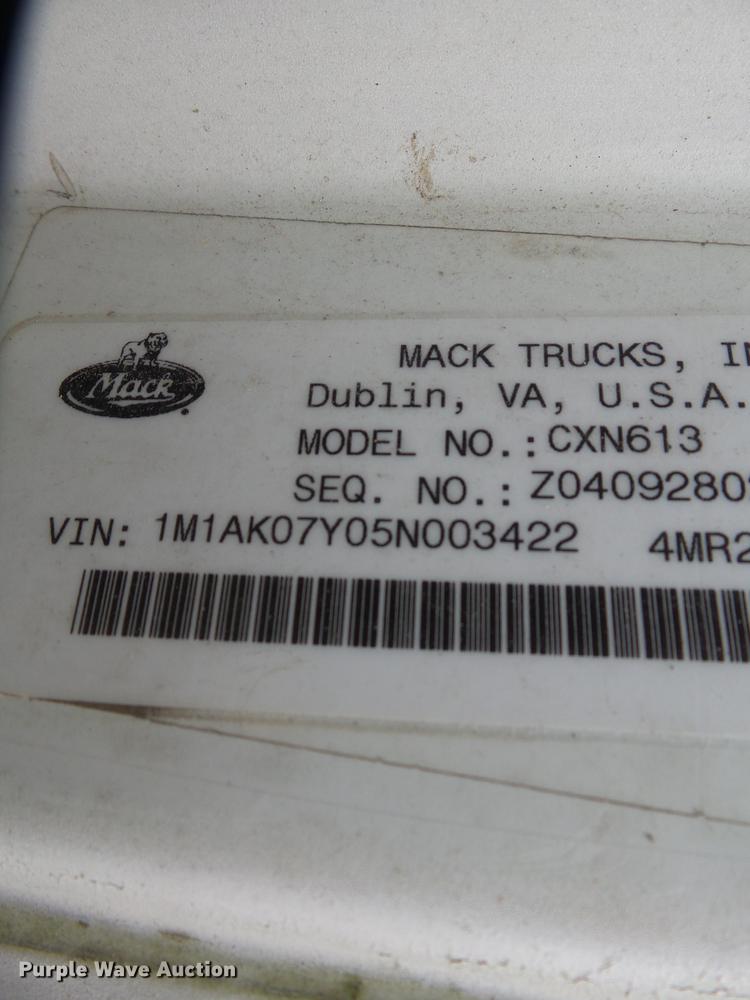 Mack
MACK TRUCKS,
Dublin, VA, U.S.A.
MODEL NO.: CXN613
SEQ. NO.: Z0409280
VIN: 1M1AK07Y05N003422 4MR2
Purple Wave Auction